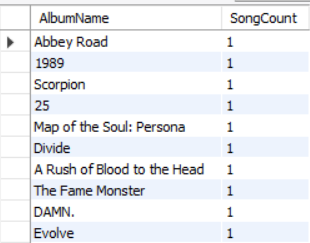 AlbumName SongCount
Abbey Road 1
1989 1
Scorpion 1
25 1
Map of the Soul: Persona 1
Divide 1
A Rush of Blood to the Head 1
The Fame Monster 1
DAMN. 1
Evolve 1